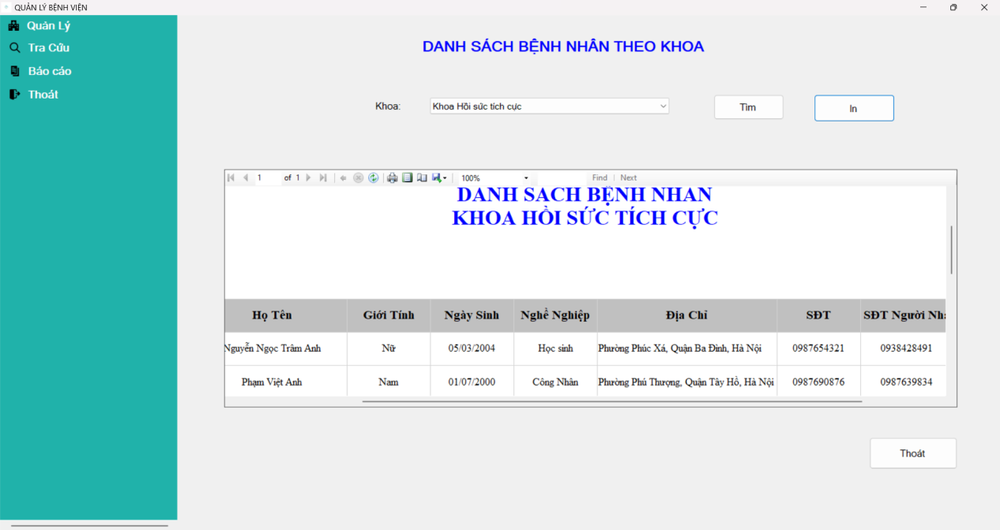 QUẢN LÝ BỆNH VIỆN
Quản Lý
Tra Cứu
Báo cáo
Thoát
DANH SÁCH BỆNH NHÂN THEO KHOA
Khoa: Khoa Hồi sức tích cực Tìm In
1 of 1 100% Find | Next
DANH SÁCH BỆNH NHÂN
KHOA HỒI SỨC TÍCH CỰC
Họ Tên Giới Tính Ngày Sinh Nghề Nghiệp Địa Chỉ SĐT SĐT Người Nh
Nguyễn Ngọc Trâm Anh Nữ 05/03/2004 Học sinh Phường Phúc Xá, Quận Ba Đình, Hà Nội 0987654321 0938428491
Phạm Việt Anh Nam 01/07/2000 Công Nhân Phường Phú Thượng, Quận Tây Hồ, Hà Nội 0987690876 0987639834
Thoát